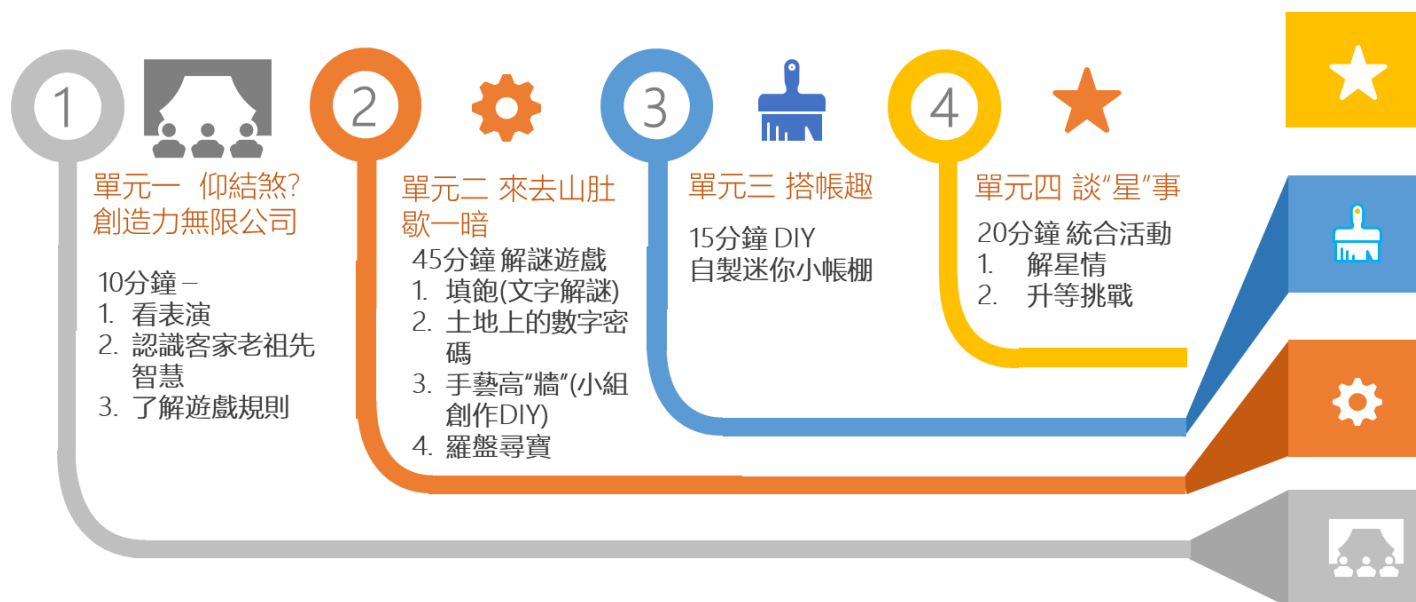 1
單元一 仰結煞?
創造力無限公司
10分鐘 –
1. 看表演
2. 認識客家老祖先
智慧
3. 了解遊戲規則
2
單元二 來去山肚
歇一暗
45分鐘 解謎遊戲
1. 填飽(文字解謎)
2. 土地上的數字密
碼
3. 手藝高“牆”(小組
創作DIY)
4. 羅盤尋寶
3
單元三 搭帳趣
15分鐘 DIY
自製迷你小帳棚
4
單元四 談“星”事
20分鐘 統合活動
1. 解星情
2. 升等挑戰